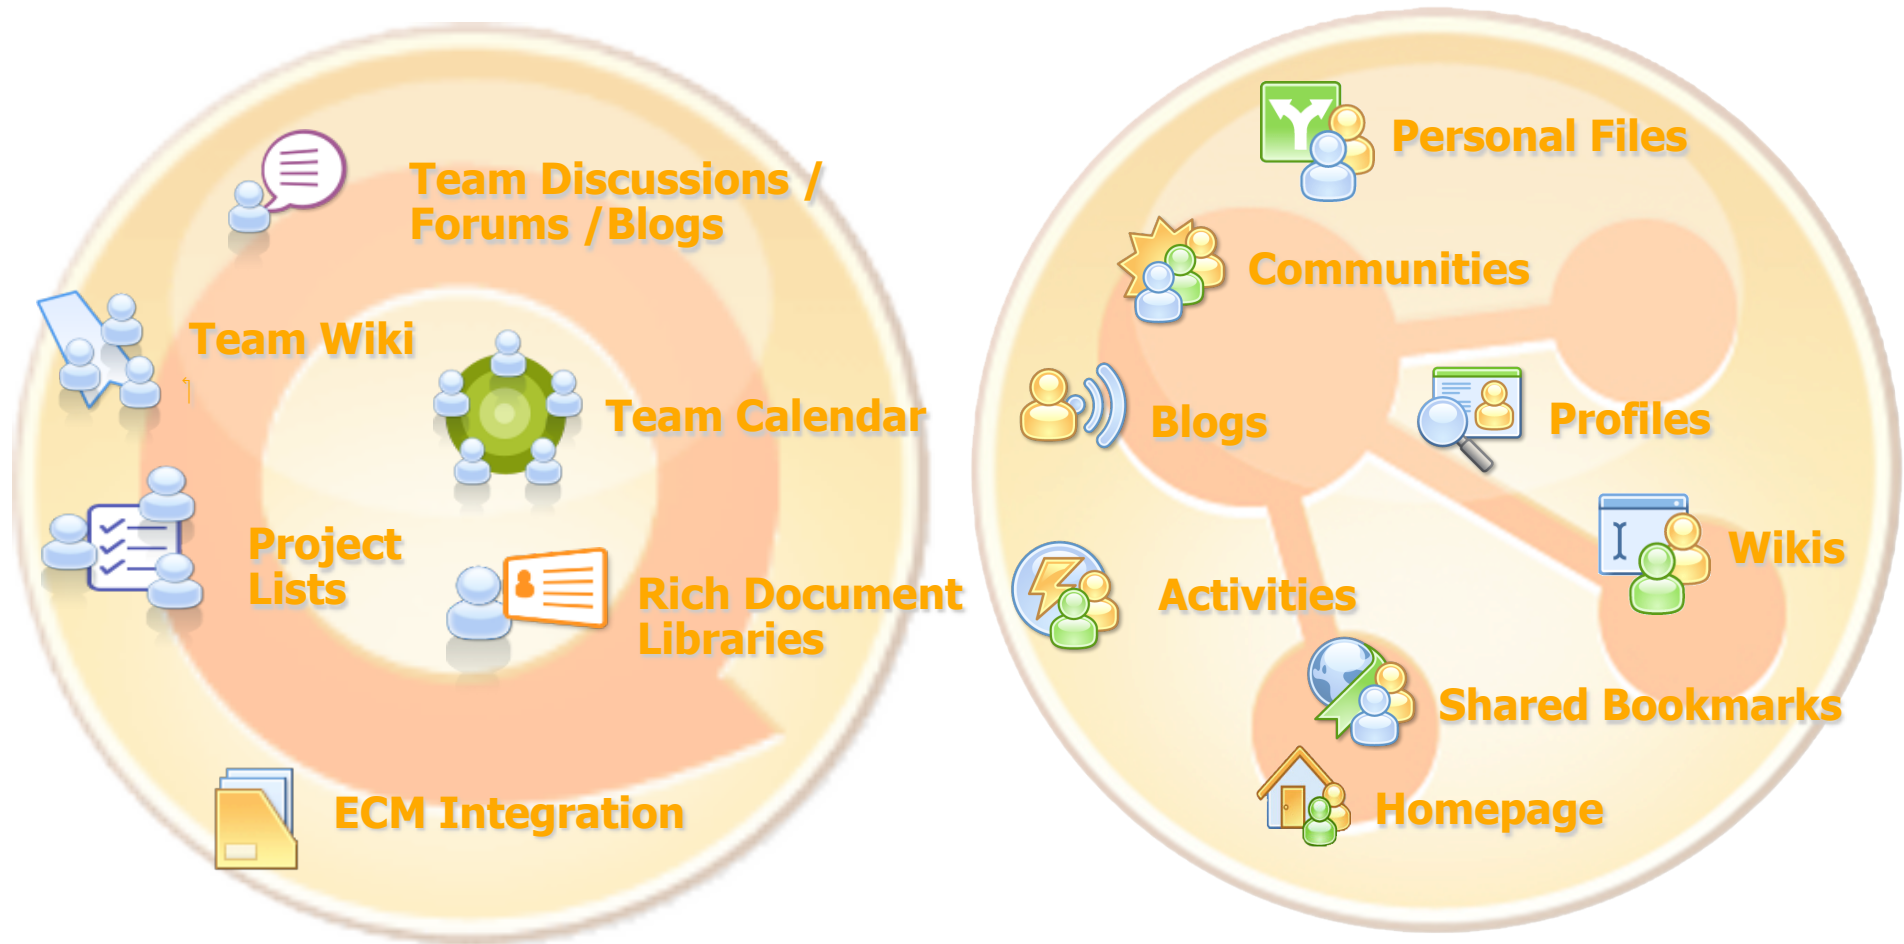 Team Discussions /
Forums /Blogs
Team Wiki
Team Calendar
Project
Lists
Rich Document
Libraries
ECM Integration
Personal Files
Communities
Blogs
Profiles
Wikis
Activities
Shared Bookmarks
Homepage